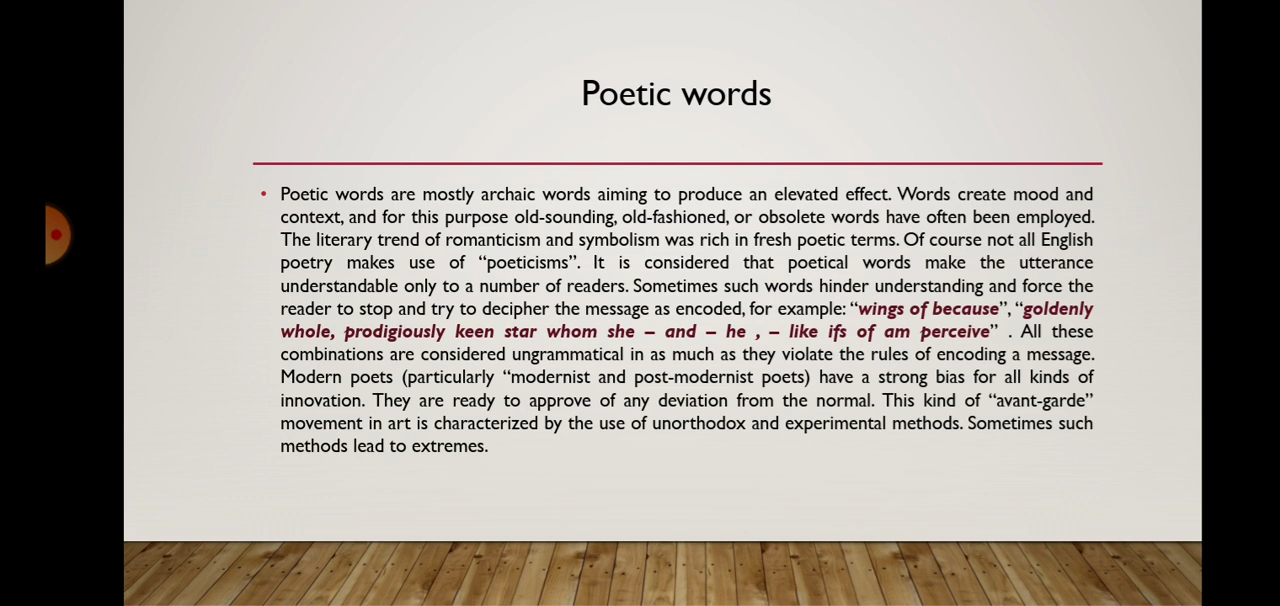 Poetic words
• Poetic words are mostly archaic words aiming to produce an elevated effect. Words create mood and
context, and for this purpose old-sounding, old-fashioned, or obsolete words have often been employed.
The literary trend of romanticism and symbolism was rich in fresh poetic terms. Of course not all English
poetry makes use of “poeticisms”. It is considered that poetical words make the utterance
understandable only to a number of readers. Sometimes such words hinder understanding and force the
reader to stop and try to decipher the message as encoded, for example: “wings of because”, “goldenly
whole, prodigiously keen star whom she – and – he , – like ifs of am perceive” . All these
combinations are considered ungrammatical in as much as they violate the rules of encoding a message.
Modern poets (particularly “modernist and post-modernist poets) have a strong bias for all kinds of
innovation. They are ready to approve of any deviation from the normal. This kind of “avant-garde”
movement in art is characterized by the use of unorthodox and experimental methods. Sometimes such
methods lead to extremes.